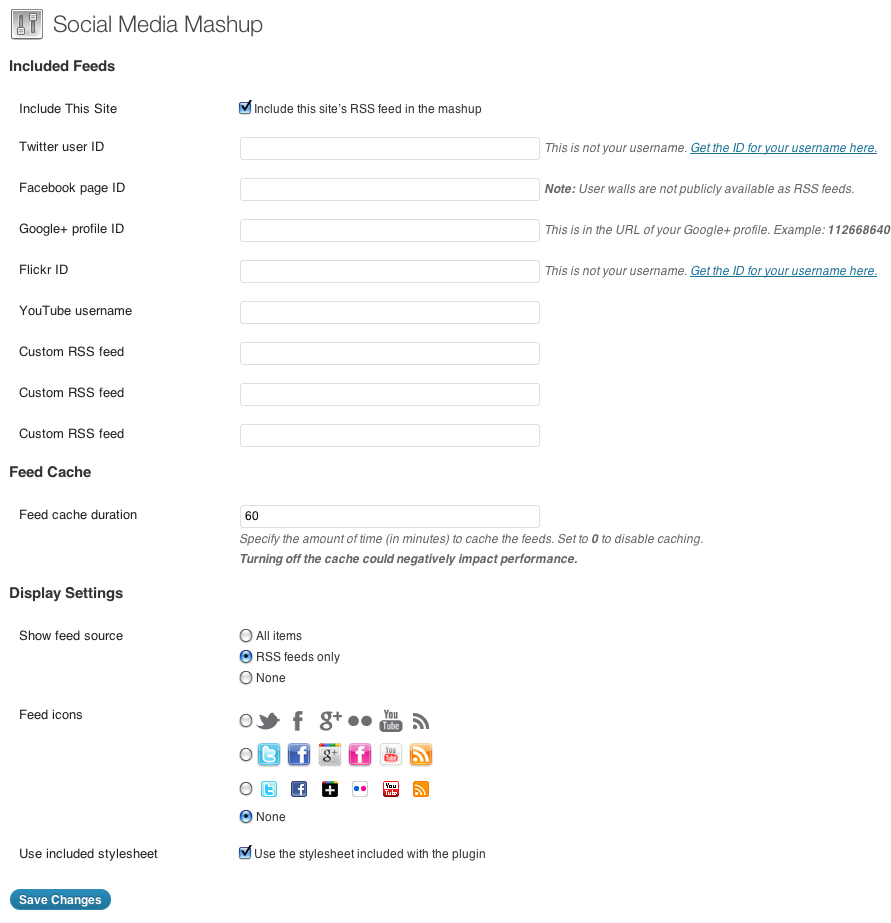 Social Media Mashup
Included Feeds
Include This Site
Include this site's RSS feed in the mashup
Twitter user ID
This is not your username. Get the ID for your username here.
Facebook page ID
Note: User walls are not publicly available as RSS feeds.
Google+ profile ID
This is in the URL of your Google+ profile. Example: 112668640
Flickr ID
This is not your username. Get the ID for your username here.
YouTube username
Custom RSS feed
Custom RSS feed
Custom RSS feed
Feed Cache
Feed cache duration
60
Specify the amount of time (in minutes) to cache the feeds. Set to 0 to disable caching.
Turning off the cache could negatively impact performance.
Display Settings
Show feed source
All items
RSS feeds only
None
Feed icons
f g+ You Tube
t f g+ f You Tube
t f + You Tube
None
Use included stylesheet
Use the stylesheet included with the plugin
Save Changes